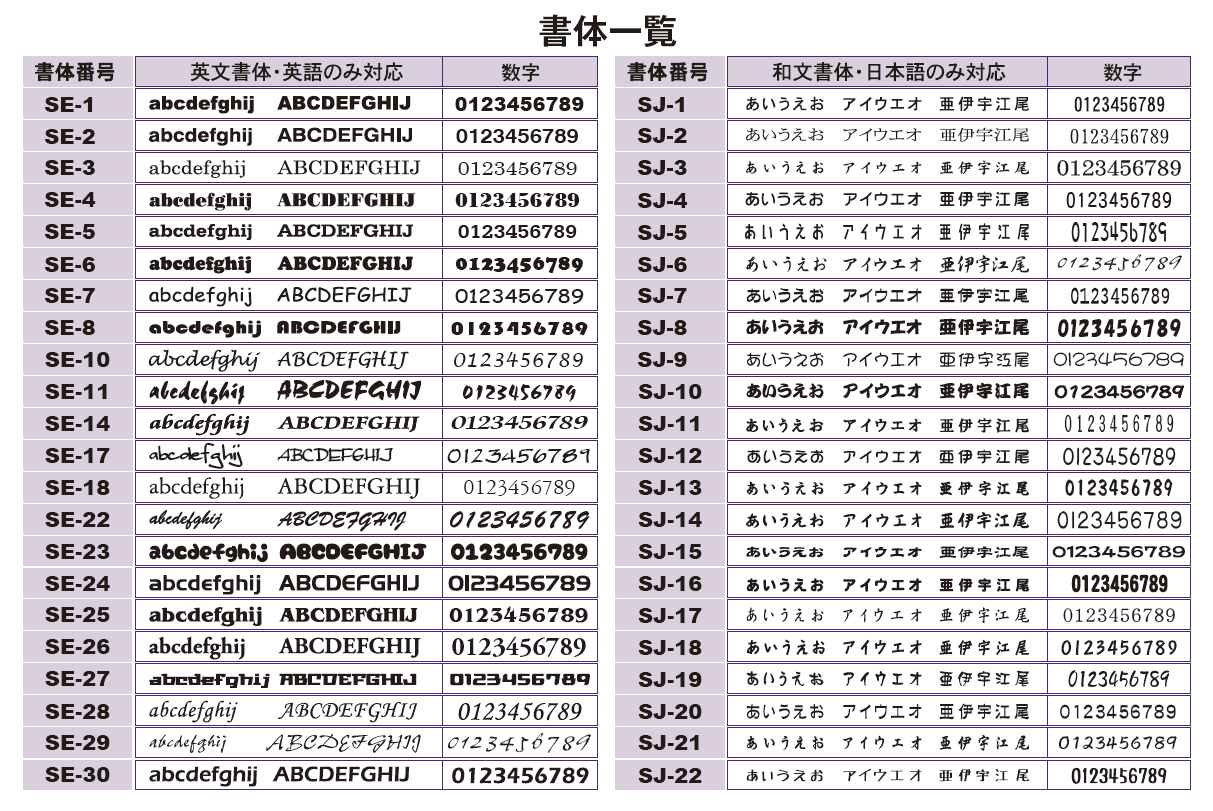 書体一覧
書体番号 英文書体・英語のみ対応 数字 書体番号 和文書体・日本語のみ対応 数字
SE-1 abcdefghij ABCDEFGHIJ 0123456789 SJ-1 あいうえお アイウエオ 亜伊宇江尾 0123456789
SE-2 abcdefghij ABCDEFGHIJ 0123456789 SJ-2 あいうえお アイウエオ 亜伊宇江尾 0123456789
SE-3 abcdefghij ABCDEFGHIJ 0123456789 SJ-3 あいうえお アイウエオ 亜伊宇江尾 0123456789
SE-4 abcdefghij ABCDEFGHIJ 0123456789 SJ-4 あいうえお アイウエオ 亜伊宇江尾 0123456789
SE-5 abcdefghij ABCDEFGHIJ 0123456789 SJ-5 あいうえお アイウエオ 亜伊宇江尾 0123456789
SE-6 abcdefghij ABCDEFGHIJ 0123456789 SJ-6 あいうえお アイウエオ 亜伊宇江尾 0123456789
SE-7 abcdefghij ABCDEFGHIJ 0123456789 SJ-7 あいうえお アイウエオ 亜伊宇江尾 0123456789
SE-8 abcdefghij ABCDEFGHIJ 0123456789 SJ-8 あいうえお アイウエオ 亜伊宇江尾 0123456789
SE-10 abcdefghij ABCDEFGHIJ 0123456789 SJ-9 あいうえお アイウエオ 亜伊宇江尾 0123456789
SE-11 abcdefghij ABCDEFGHIJ 0123456789 SJ-10 あいうえお アイウエオ 亜伊宇江尾 0123456789
SE-14 abcdefghij ABCDEFGHIJ 0123456789 SJ-11 あいうえお アイウエオ 亜伊宇江尾 0123456789
SE-17 abcdefghij ABCDEFGHIJ 0123456789 SJ-12 あいうえお アイウエオ 亜伊宇江尾 0123456789
SE-18 abcdefghij ABCDEFGHIJ 0123456789 SJ-13 あいうえお アイウエオ 亜伊宇江尾 0123456789
SE-22 abcdefghij ABCDEFGHIJ 0123456789 SJ-14 あいうえお アイウエオ 亜伊宇江尾 0123456789
SE-23 abcdefghij ABCDEFGHIJ 0123456789 SJ-15 あいうえお アイウエオ 亜伊宇江尾 0123456789
SE-24 abcdefghij ABCDEFGHIJ 0123456789 SJ-16 あいうえお アイウエオ 亜伊宇江尾 0123456789
SE-25 abcdefghij ABCDEFGHIJ 0123456789 SJ-17 あいうえお アイウエオ 亜伊宇江尾 0123456789
SE-26 abcdefghij ABCDEFGHIJ 0123456789 SJ-18 あいうえお アイウエオ 亜伊宇江尾 0123456789
SE-27 abcdefghij ABCDEFGHIJ 0123456789 SJ-19 あいうえお アイウエオ 亜伊宇江尾 0123456789
SE-28 abcdefghij ABCDEFGHIJ 0123456789 SJ-20 あいうえお アイウエオ 亜伊宇江尾 0123456789
SE-29 abcdefghij ABCDEFGHIJ 0123456789 SJ-21 あいうえお アイウエオ 亜伊宇江尾 0123456789
SE-30 abcdefghij ABCDEFGHIJ 0123456789 SJ-22 あいうえお アイウエオ 亜伊宇江尾 0123456789